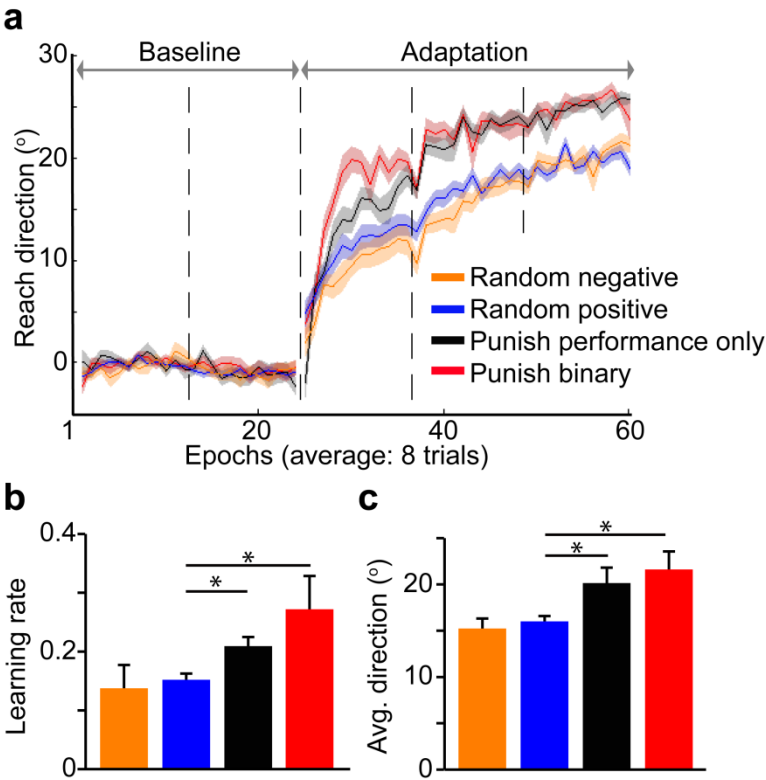 a
Baseline
Adaptation
Reach direction (°)
30
20
10
0
Random negative
Random positive
Punish performance only
Punish binary
1
20
40
60
Epochs (average: 8 trials)
b
Learning rate
0.4
0.2
0
*
*
c
Avg. direction (°)
20
10
0
*
*